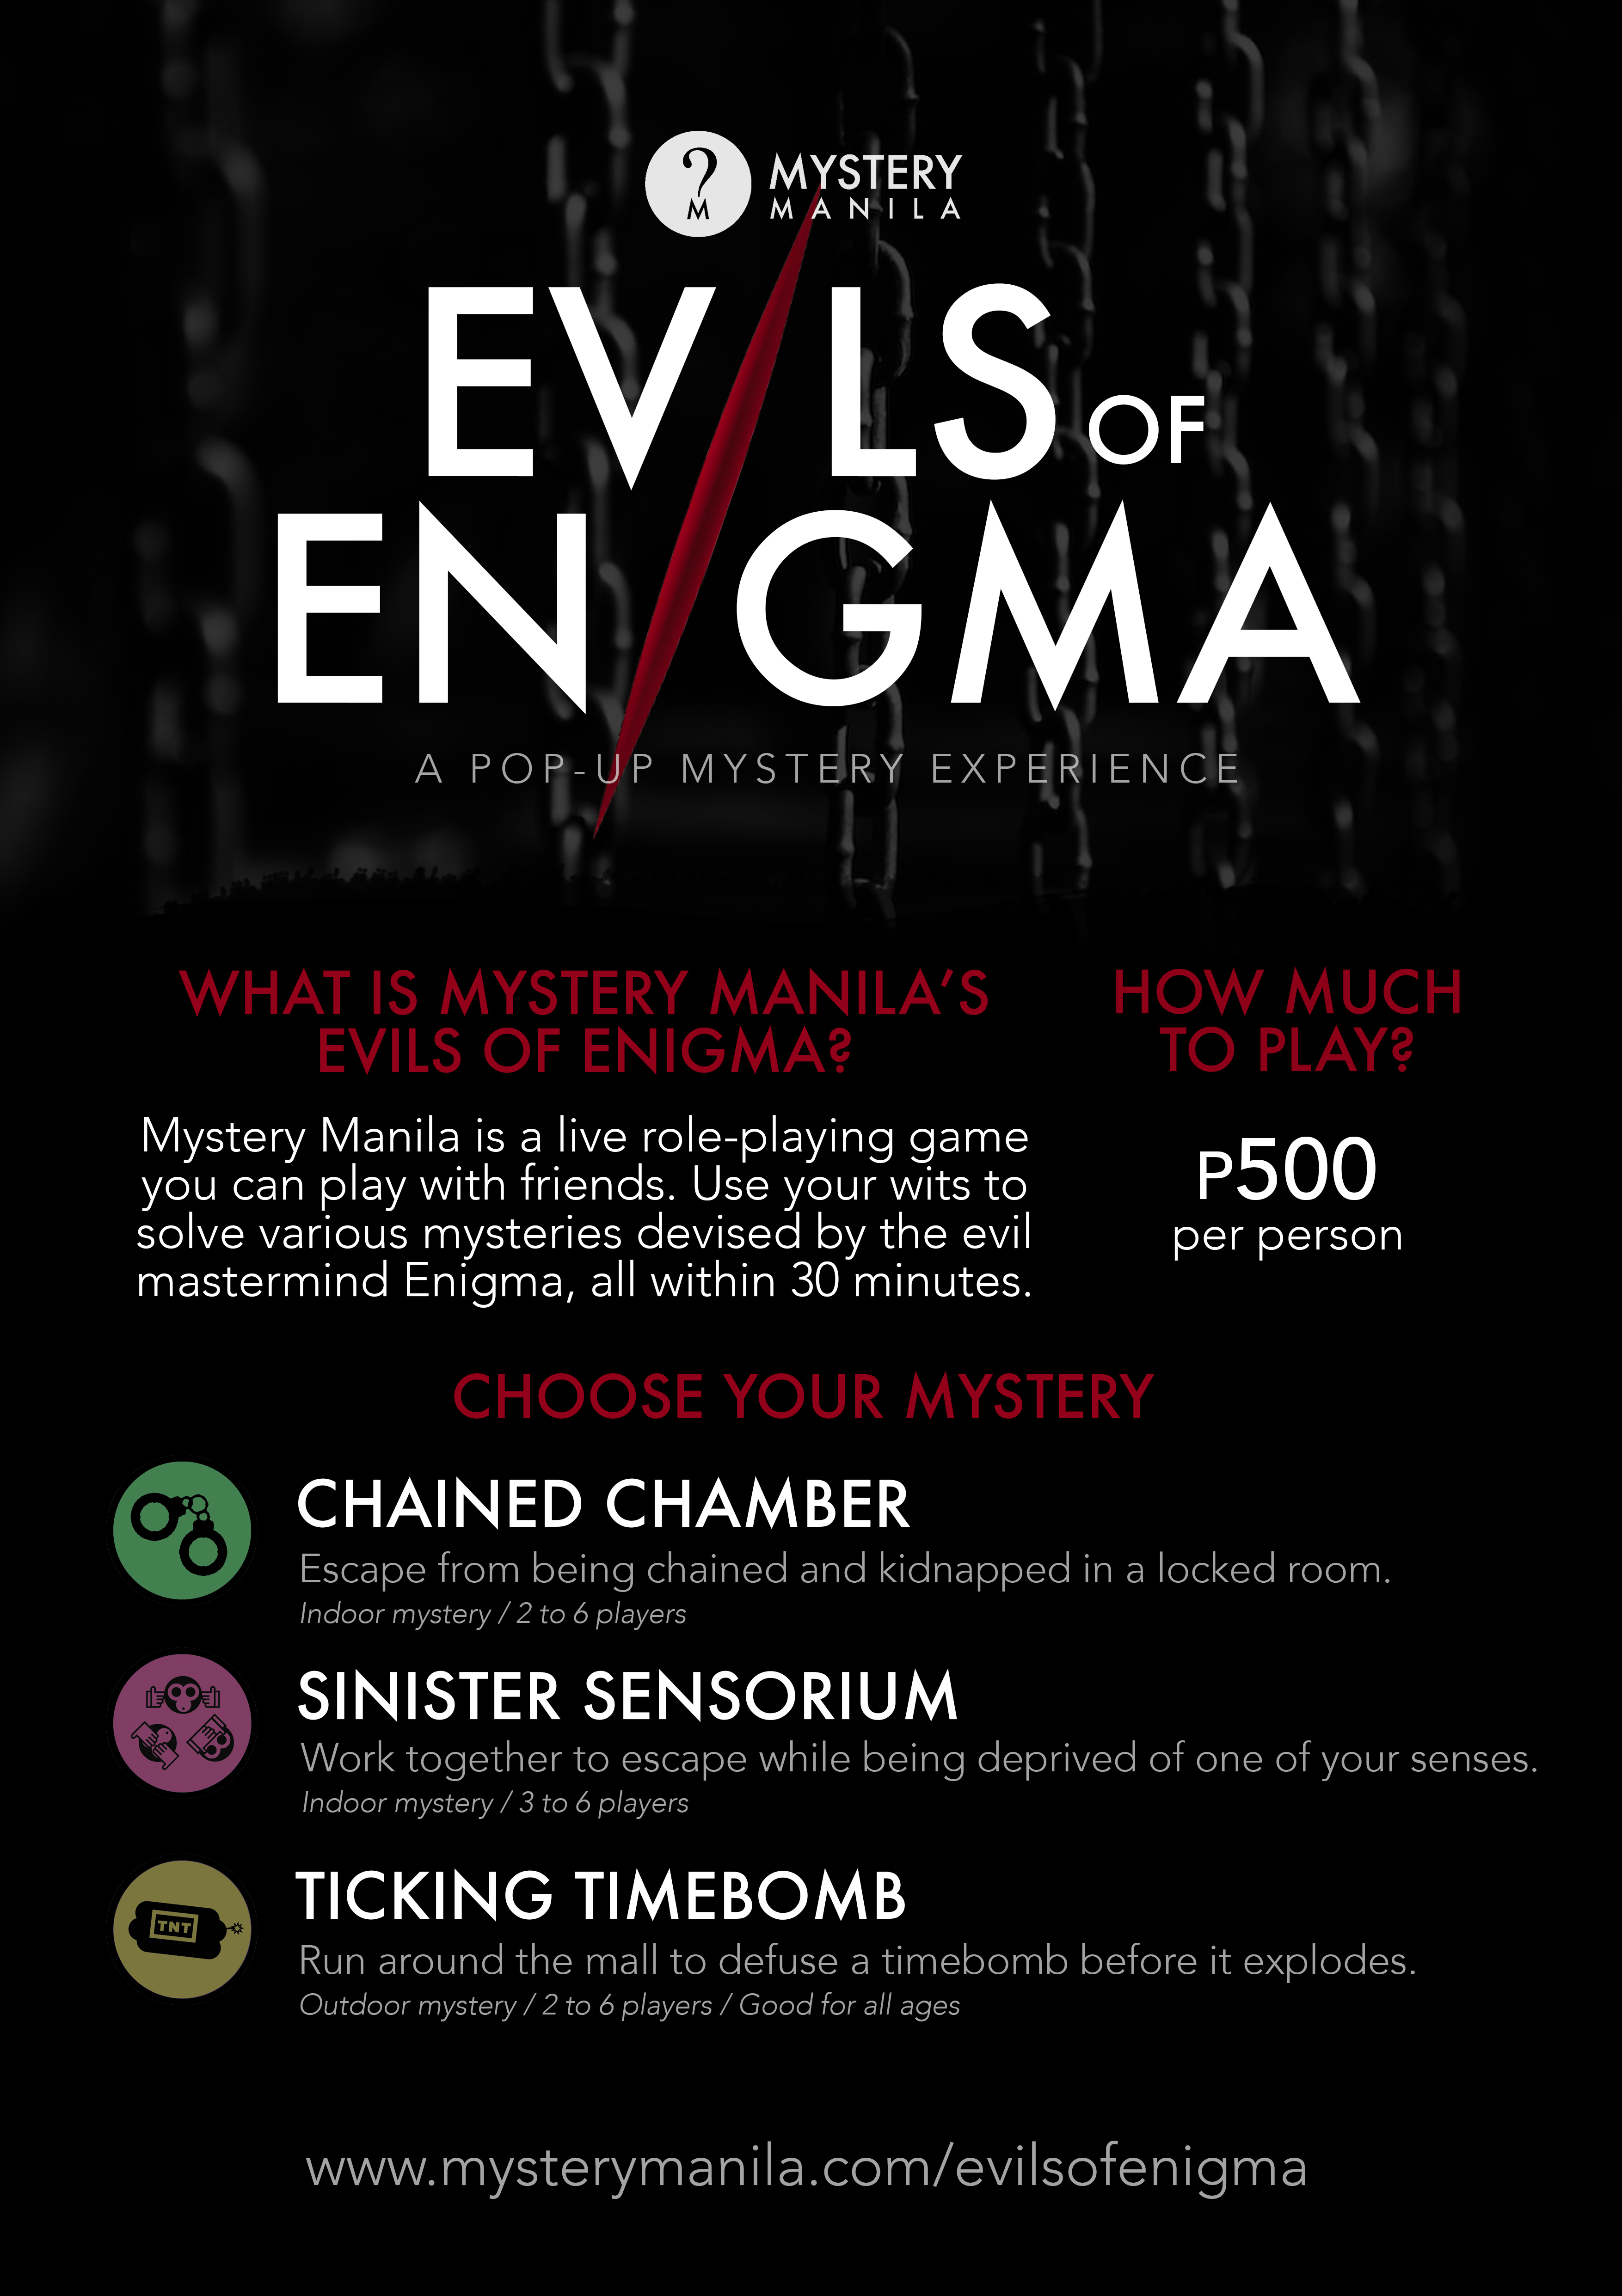 ?
M
MYSTERY
MANILA
EVILS OF
ENIGMA
A POP-UP MYSTERY EXPERIENCE
WHAT IS MYSTERY MANILA'S
EVILS OF ENIGMA?
Mystery Manila is a live role-playing game
you can play with friends. Use your wits to
solve various mysteries devised by the evil
mastermind Enigma, all within 30 minutes.
HOW MUCH
TO PLAY?
P500
per person
CHOOSE YOUR MYSTERY
CHAINED CHAMBER
Escape from being chained and kidnapped in a locked room.
Indoor mystery / 2 to 6 players
SINISTER SENSORIUM
Work together to escape while being deprived of one of your senses.
Indoor mystery / 3 to 6 players
TNT
TICKING TIMEBOMB
Run around the mall to defuse a timebomb before it explodes.
Outdoor mystery / 2 to 6 players / Good for all ages
www.mysterymanila.com/evilsofenigma